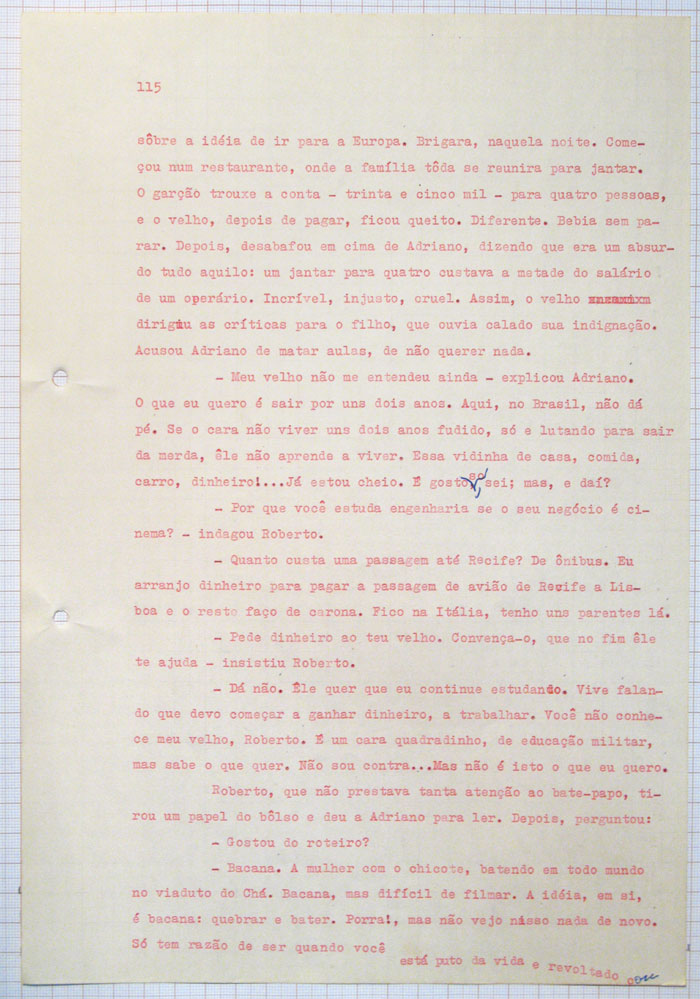 115
sôbre a idéia de ir para a Europa. Brigara, naquela noite. Come-
çou num restaurante, onde a família tôda se reunira para jantar.
O garção trouxe a conta - trinta e cinco mil - para quatro pessoas,
e o velho, depois de pagar, ficou queito. Diferente. Bebia sem pa-
rar. Depois, desabafou em cima de Adriano, dizendo que era um absur-
do tudo aquilo: um jantar para quatro custava a metade do salário
de um operário. Incrível, injusto, cruel. Assim, o velho
dirigiu as críticas para o filho, que ouvia calado sua indignação.
Acusou Adriano de matar aulas, de não querer nada.
- Meu velho não me entendeu ainda - explicou Adriano.
O que eu quero é sair por uns dois anos. Aqui, no Brasil, não dá
pé. Se o cara não viver uns dois anos fudido, só e lutando para sair
da merda, êle não aprende a viver. Essa vidinha de casa, comida,
carro, dinheiro!...Já estou cheio. É gostoso, sei; mas, e daí?
- Por que você estuda engenharia se o seu negócio é ci-
nema? - indagou Roberto.
- Quanto custa uma passagem até Recife? De ônibus. Eu
arranjo dinheiro para pagar a passagem de avião de Recife a Lis-
boa e o resto faço de carona. Fico na Itália, tenho uns parentes lá.
- Pede dinheiro ao teu velho. Convença-o, que no fim êle
te ajuda - insistiu Roberto.
- Dá não. Êle quer que eu continue estudando. Vive falan-
do que devo começar a ganhar dinheiro, a trabalhar. Você não conhe-
ce meu velho, Roberto. É um cara quadradinho, de educação militar,
mas sabe o que quer. Não sou contra...Mas não é isto o que eu quero.
Roberto, que não prestava tanta atenção ao bate-papo, ti-
rou um papel do bôlso e deu a Adriano para ler. Depois, perguntou:
- Gostou do roteiro?
- Bacana. A mulher com o chicote, batendo em todo mundo
no viaduto do Chá. Bacana, mas difícil de filmar. A idéia, em si,
é bacana: quebrar e bater. Porra!, mas não vejo nisso nada de novo.
Só tem razão de ser quando você está puto da vida e revoltado com